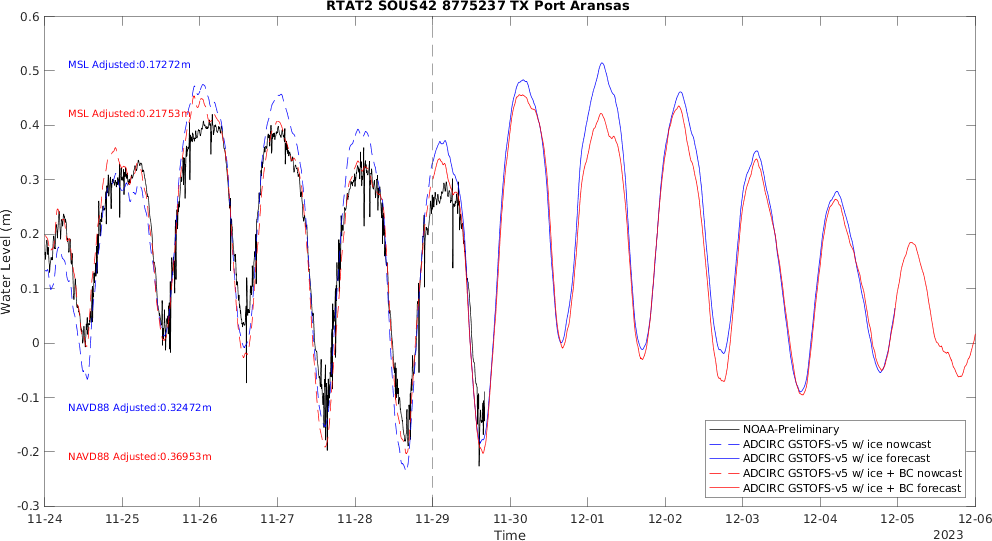 RTAT2 SOUS42 8775237 TX Port Aransas
0.6
0.5
0.4
0.3
0.2
0.1
0
-0.1
-0.2
-0.3
Water Level (m)
MSL Adjusted:0.17272m
MSL Adjusted:0.21753m
NAVD88 Adjusted:0.32472m
NAVD88 Adjusted:0.36953m
NOAA-Preliminary
ADCIRC GSTOFS-v5 w/ ice nowcast
ADCIRC GSTOFS-v5 w/ ice forecast
ADCIRC GSTOFS-v5 w/ ice + BC nowcast
ADCIRC GSTOFS-v5 w/ ice + BC forecast
11-24 11-25 11-26 11-27 11-28 11-29 11-30 12-01 12-02 12-03 12-04 12-05 12-06
Time
2023